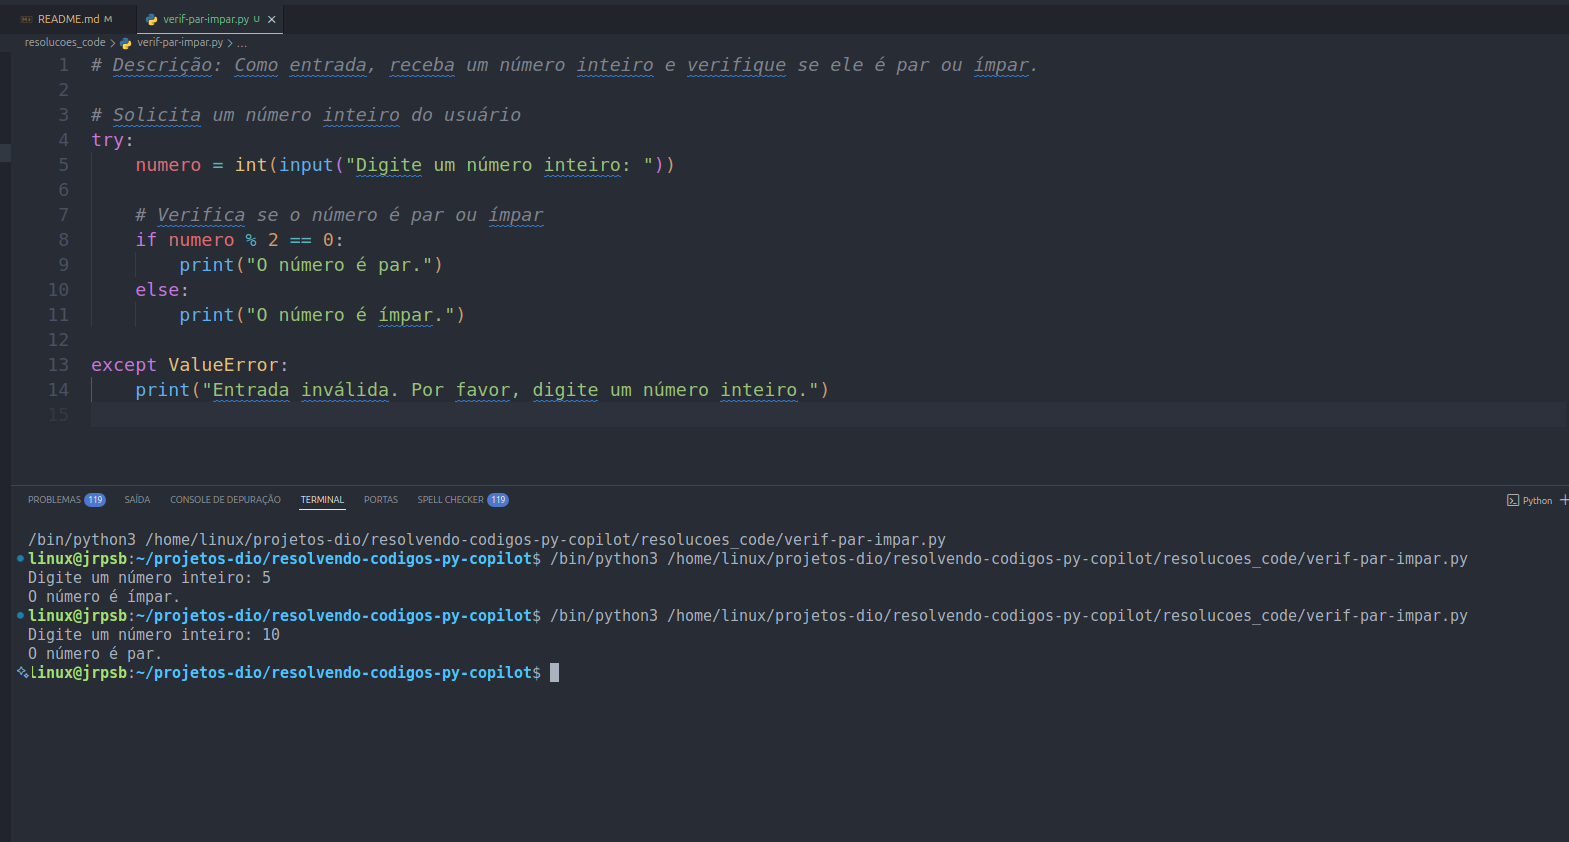 README.md M verif-par-impar.py U
resolucoes_code > verif-par-impar.py > ...
1 # Descrição: Como entrada, receba um número inteiro e verifique se ele é par ou ímpar.
2
3 # Solicita um número inteiro do usuário
4 try:
5 numero = int(input("Digite um número inteiro: "))
6
7 # Verifica se o número é par ou ímpar
8 if numero % 2 == 0:
9 print("O número é par.")
10 else:
11 print("O número é ímpar.")
12
13 except ValueError:
14 print("Entrada inválida. Por favor, digite um número inteiro.")
15
PROBLEMAS 119 SAÍDA CONSOLE DE DEPURAÇÃO TERMINAL PORTAS SPELL CHECKER 119 Python
/bin/python3 /home/linux/projetos-dio/resolvendo-codigos-py-copilot/resolucoes_code/verif-par-impar.py
linux@jrpsb:~/projetos-dio/resolvendo-codigos-py-copilot$ /bin/python3 /home/linux/projetos-dio/resolvendo-codigos-py-copilot/resolucoes_code/verif-par-impar.py
Digite um número inteiro: 5
O número é ímpar.
linux@jrpsb:~/projetos-dio/resolvendo-codigos-py-copilot$ /bin/python3 /home/linux/projetos-dio/resolvendo-codigos-py-copilot/resolucoes_code/verif-par-impar.py
Digite um número inteiro: 10
O número é par.
linux@jrpsb:~/projetos-dio/resolvendo-codigos-py-copilot$